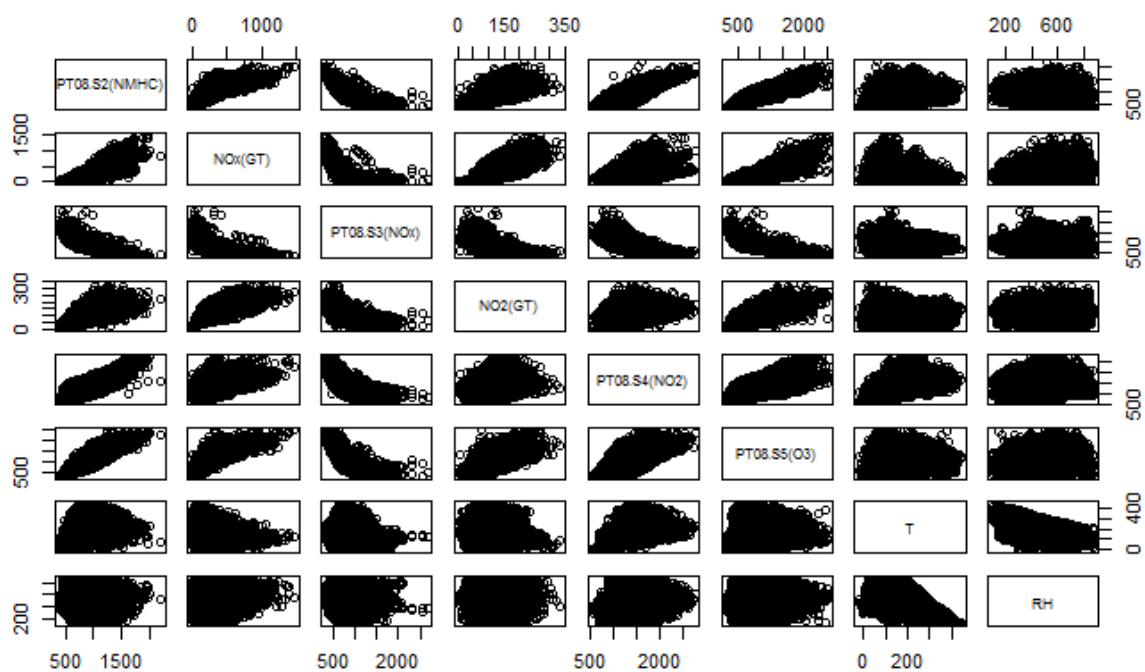 0 1000 0 150 350 500 2000 200 600
PT08.S2(NMHC) 500
0 1500 NOx(GT)
PT08.S3(NOx) 500
0 300 NO2(GT)
PT08.S4(NO2) 500
500 PT08.S5(O3)
T 0 400
200 RH
500 1500 500 2000 500 2000 0 200